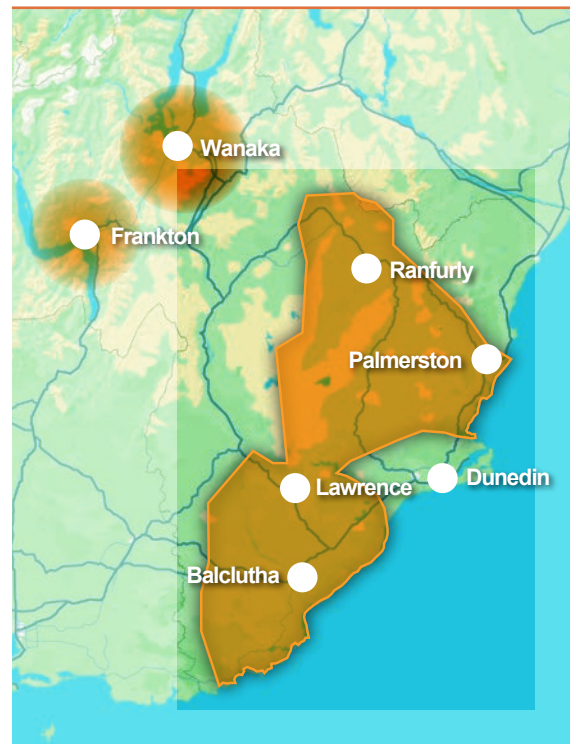 Wanaka
Frankton
Ranfurly
Palmerston
Dunedin
Lawrence
Balclutha